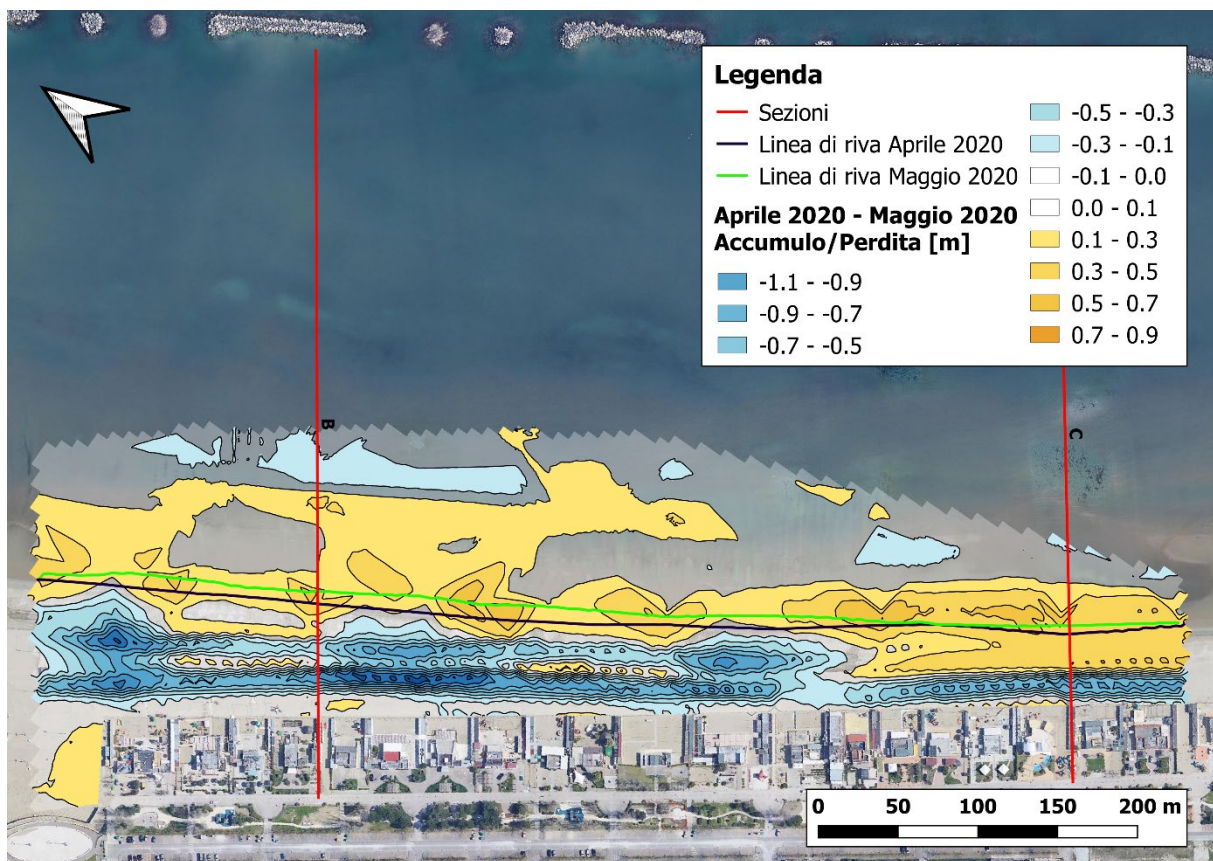 Legenda
Sezioni
Linea di riva Aprile 2020
Linea di riva Maggio 2020
Aprile 2020 - Maggio 2020
Accumulo/Perdita [m]
-1.1 - -0.9
-0.9 - -0.7
-0.7 - -0.5
-0.5 - -0.3
-0.3 - -0.1
-0.1 - 0.0
0.0 - 0.1
0.1 - 0.3
0.3 - 0.5
0.5 - 0.7
0.7 - 0.9
B
C
0 50 100 150 200 m